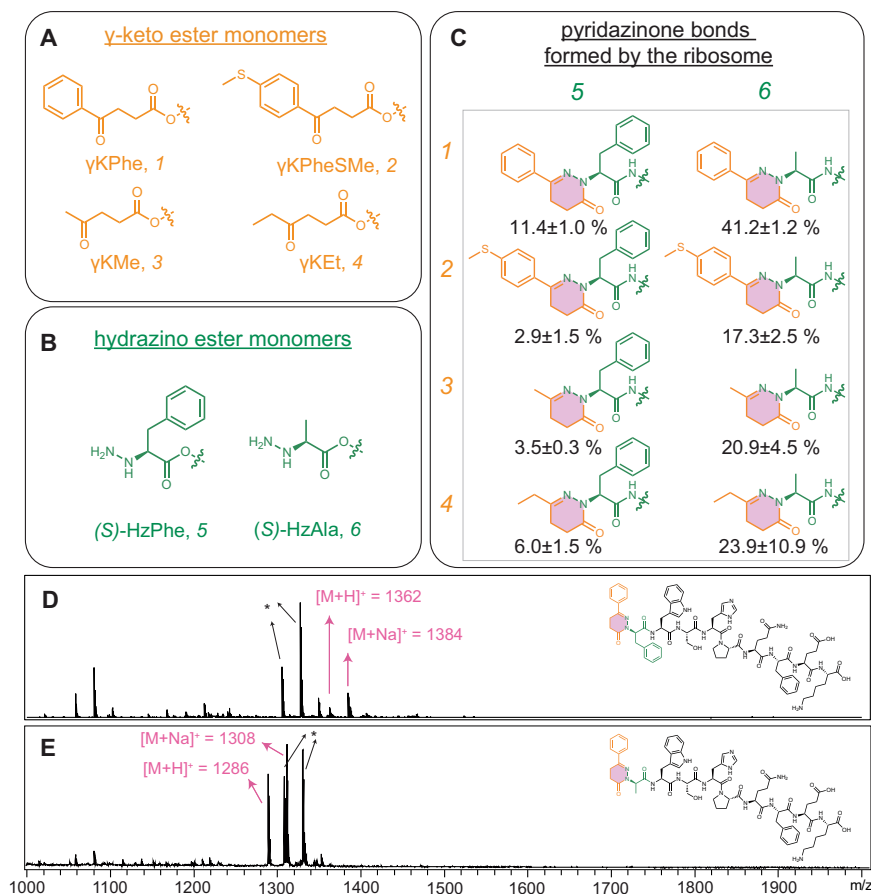 A
γ-keto ester monomers
γKPhe, 1
γKPheSMe, 2
γKMe, 3
γKEt, 4
B
hydrazino ester monomers
(S)-HzPhe, 5
(S)-HzAla, 6
C
pyridazinone bonds
formed by the ribosome
5
6
1
11.4±1.0 %
41.2±1.2 %
2
2.9±1.5 %
17.3±2.5 %
3
3.5±0.3 %
20.9±4.5 %
4
6.0±1.5 %
23.9±10.9 %
D
*
[M+H]+ = 1362
[M+Na]+ = 1384
E
[M+Na]+ = 1308
*
[M+H]+ = 1286
1000 1100 1200 1300 1400 1500 1600 1700 1800 1900 m/z